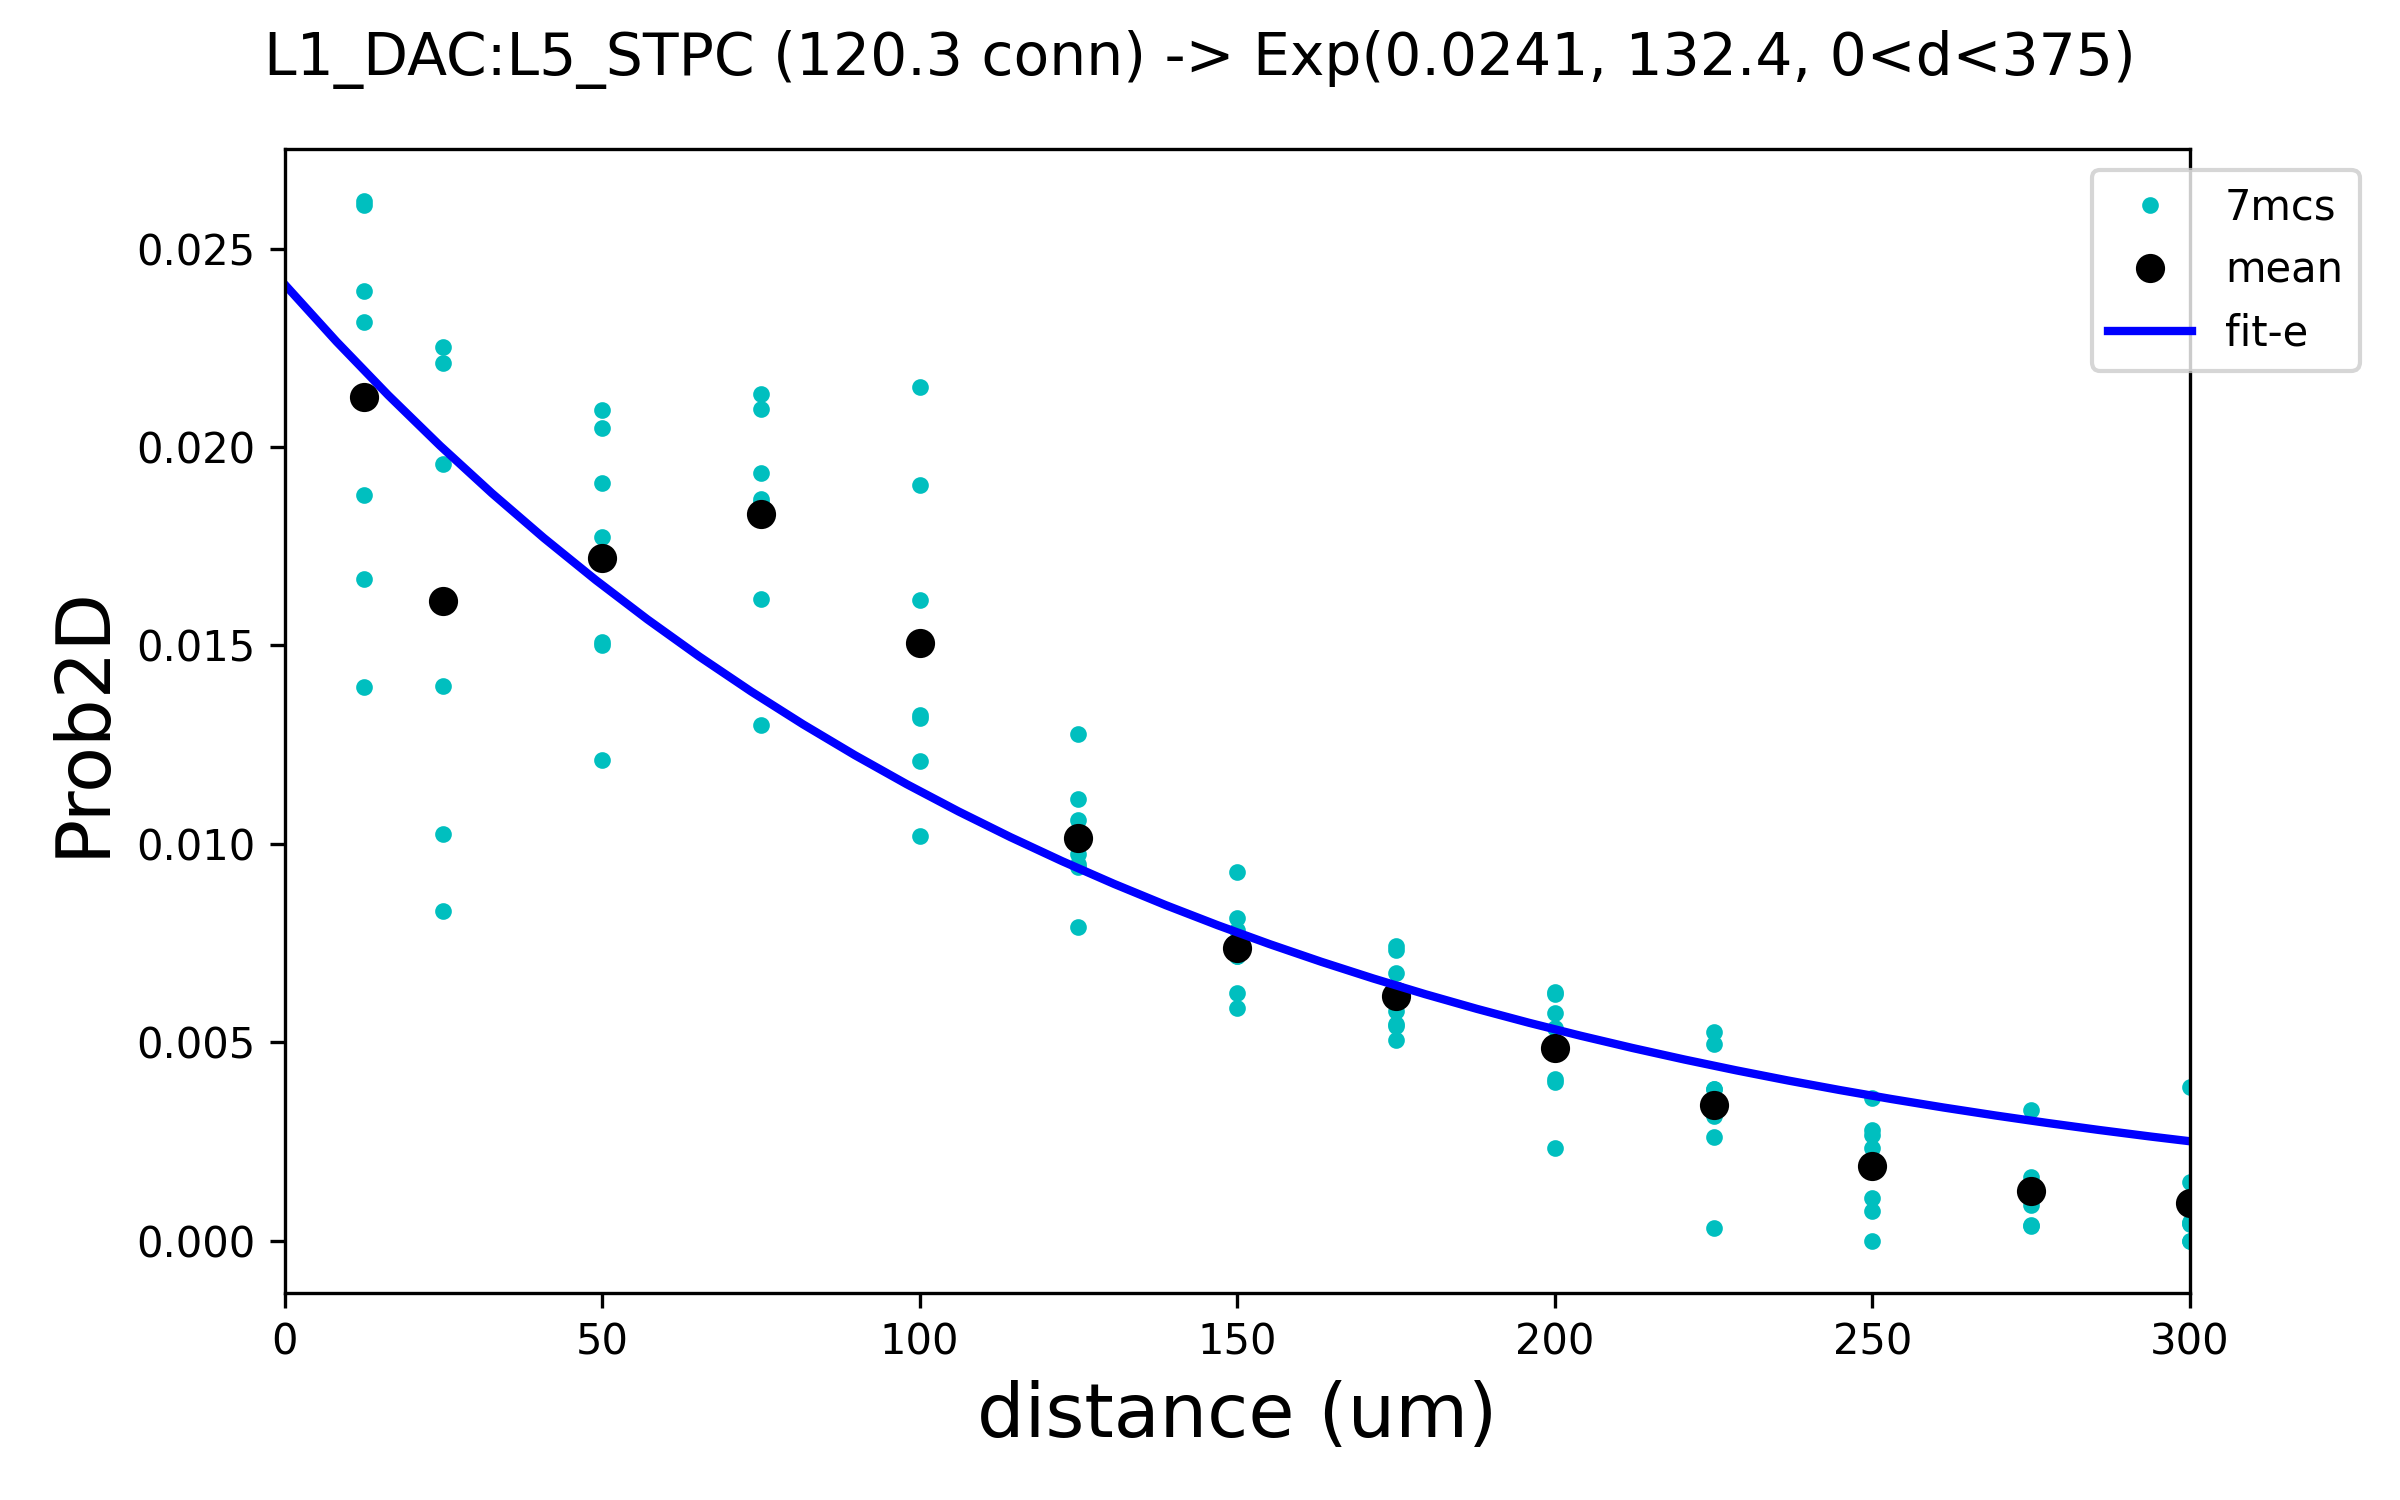 L1_DAC:L5_STPC (120.3 conn) -> Exp(0.0241, 132.4, 0<d<375)
7mcs
mean
fit-e
Prob2D
0.025
0.020
0.015
0.010
0.005
0.000
0 50 100 150 200 250 300
distance (um)